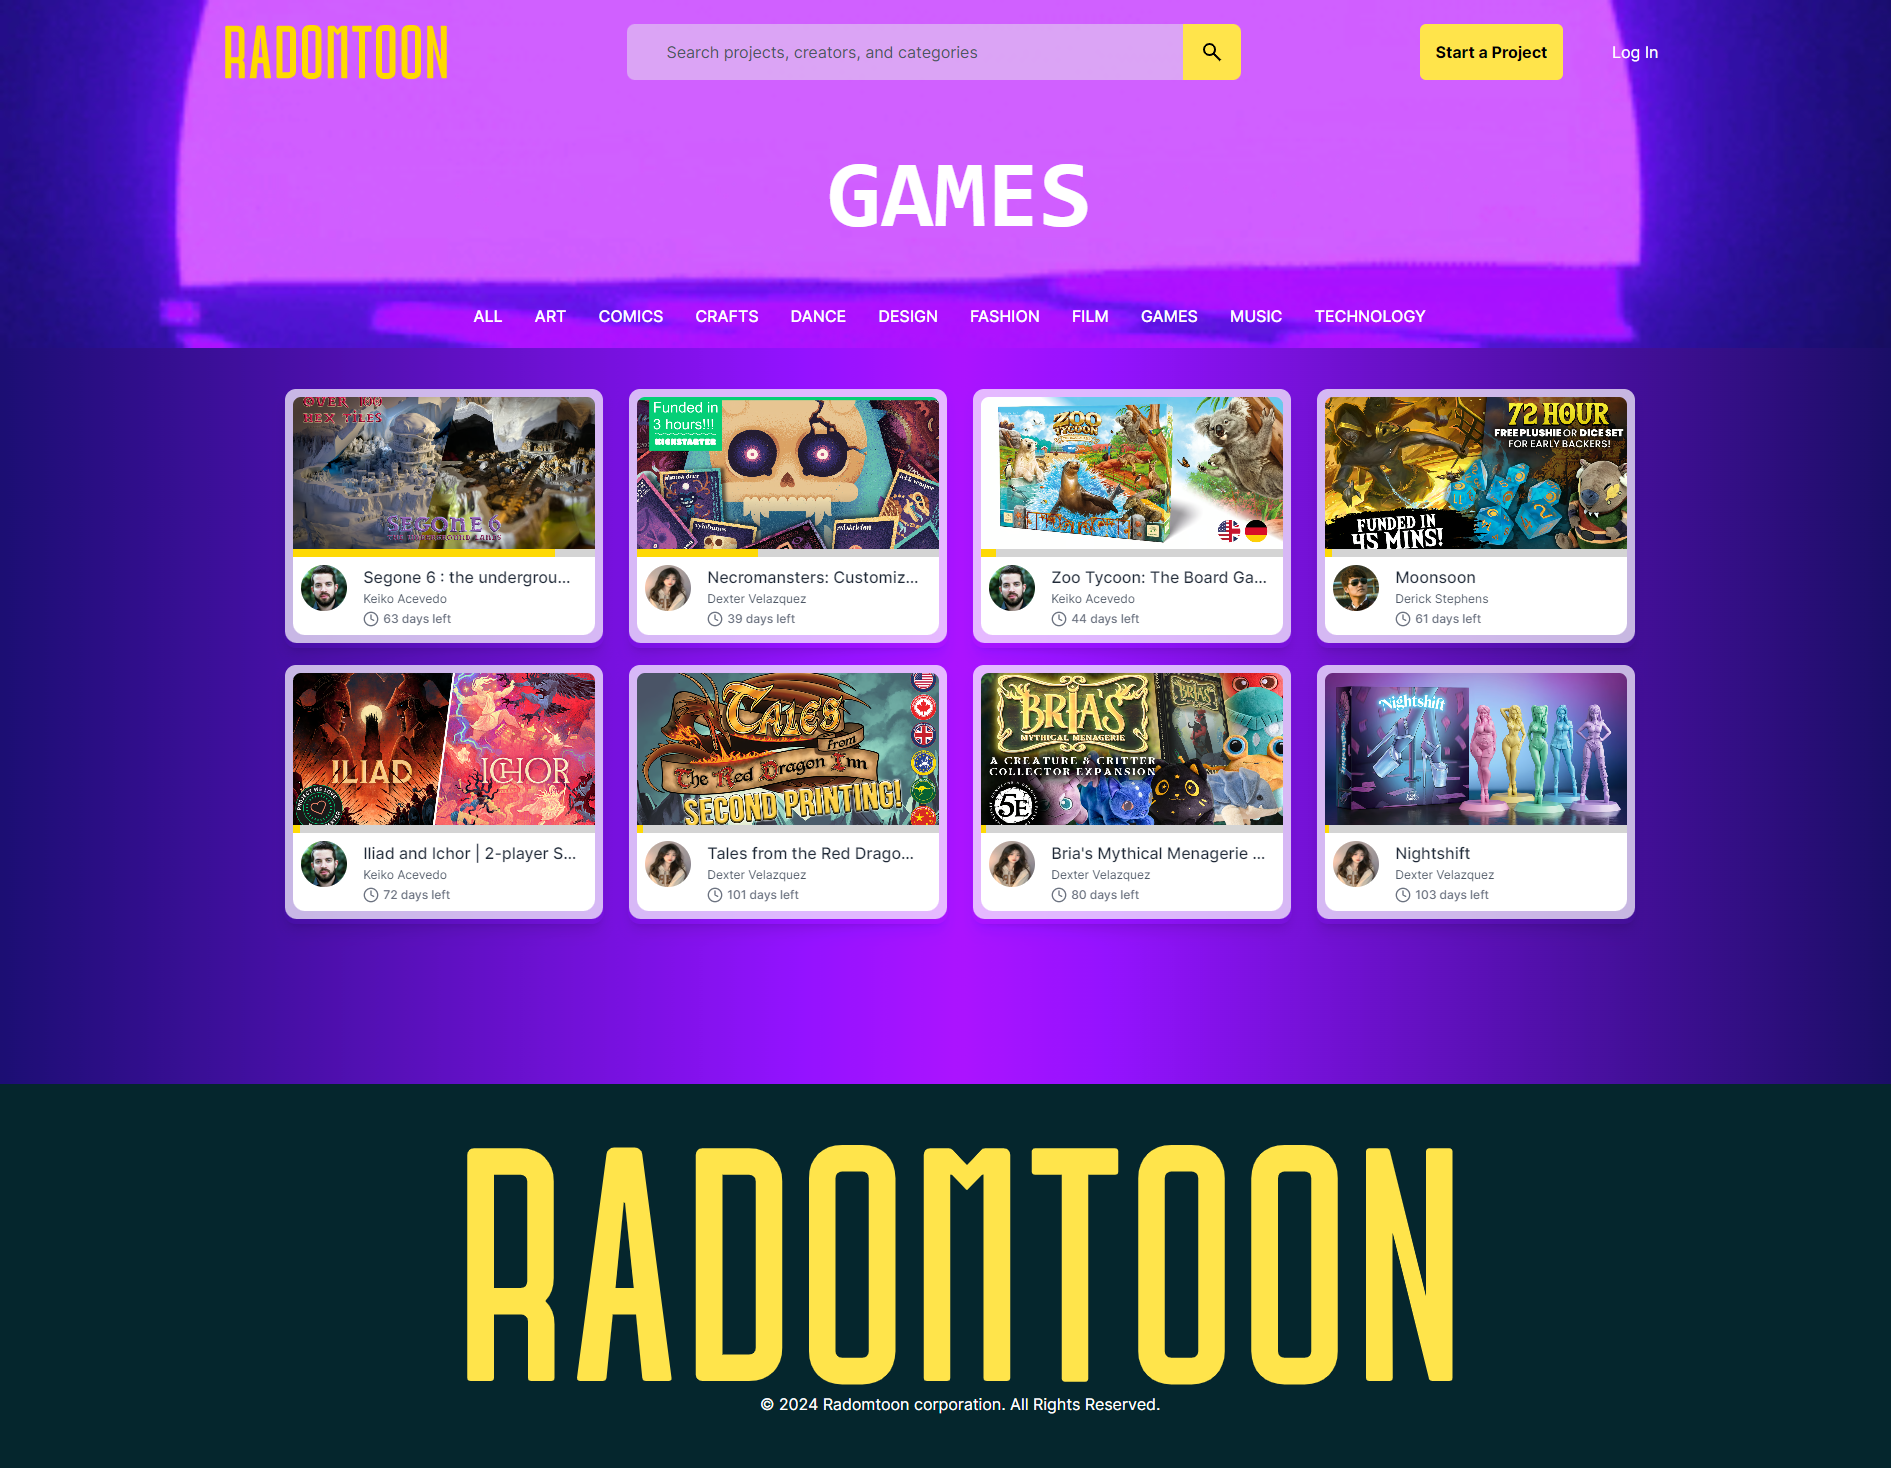 RADOMTOON
Search projects, creators, and categories
Start a Project
Log In
GAMES
ALL ART COMICS CRAFTS DANCE DESIGN FASHION FILM GAMES MUSIC TECHNOLOGY
OVER 100
HEX TILES
SEGONE 6
THE UNDERGROUND LANDS
Segone 6 : the undergrou...
Keiko Acevedo
63 days left
Funded in
3 hours!!!
KICKSTARTER
Necromansters: Customiz...
Dexter Velazquez
39 days left
ZOO
TYCOON
Zoo Tycoon: The Board Ga...
Keiko Acevedo
44 days left
72 HOUR
FREE PLUSHIE OR DICE SET
FOR EARLY BACKERS!
FUNDED IN
45 MINS!
Moonsoon
Derick Stephens
61 days left
ILIAD
ICHOR
Iliad and Ichor | 2-player S...
Keiko Acevedo
72 days left
TALES
from
The Red Dragon Inn
SECOND PRINTING!
Tales from the Red Drago...
Dexter Velazquez
101 days left
BRIA'S
MYTHICAL MENAGERIE
BRIA'S
A CREATURE & CRITTER
COLLECTOR EXPANSION
5E
Bria's Mythical Menagerie ...
Dexter Velazquez
80 days left
Nightshift
Nightshift
Dexter Velazquez
103 days left
RADOMTOON
© 2024 Radomtoon corporation. All Rights Reserved.